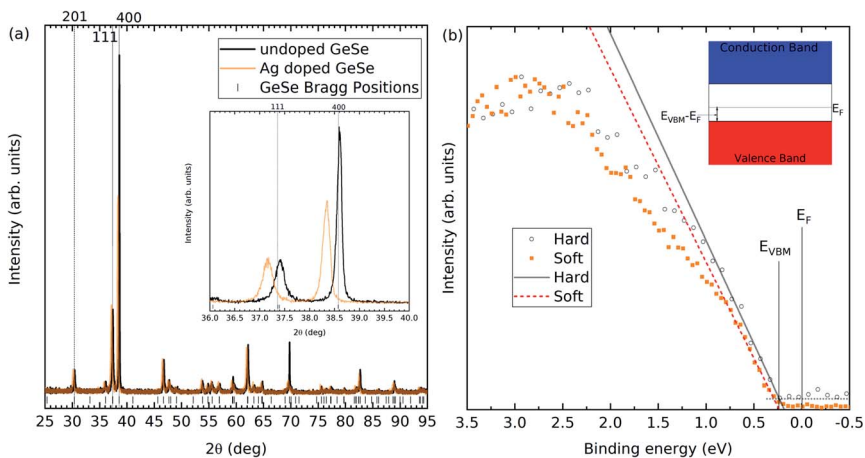 (a)
201
111
400
undoped GeSe
Ag doped GeSe
GeSe Bragg Positions
111
400
Intensity (arb. units)
36.0 36.5 37.0 37.5 38.0 38.5 39.0 39.5 40.0
2θ (deg)
Intensity (arb. units)
25 30 35 40 45 50 55 60 65 70 75 80 85 90 95
2θ (deg)
(b)
Conduction Band
E_VBM-E_F
E_F
Valence Band
Intensity (arb. units)
Hard
Soft
Hard
Soft
E_VBM
E_F
3.5 3.0 2.5 2.0 1.5 1.0 0.5 0.0 -0.5
Binding energy (eV)